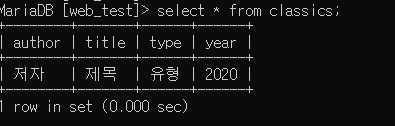 MariaDB [web_test]> select * from classics;
+--------+-------+------+------+
| author | title | type | year |
+--------+-------+------+------+
| 저자 | 제목 | 유형 | 2020 |
+--------+-------+------+------+
1 row in set (0.000 sec)